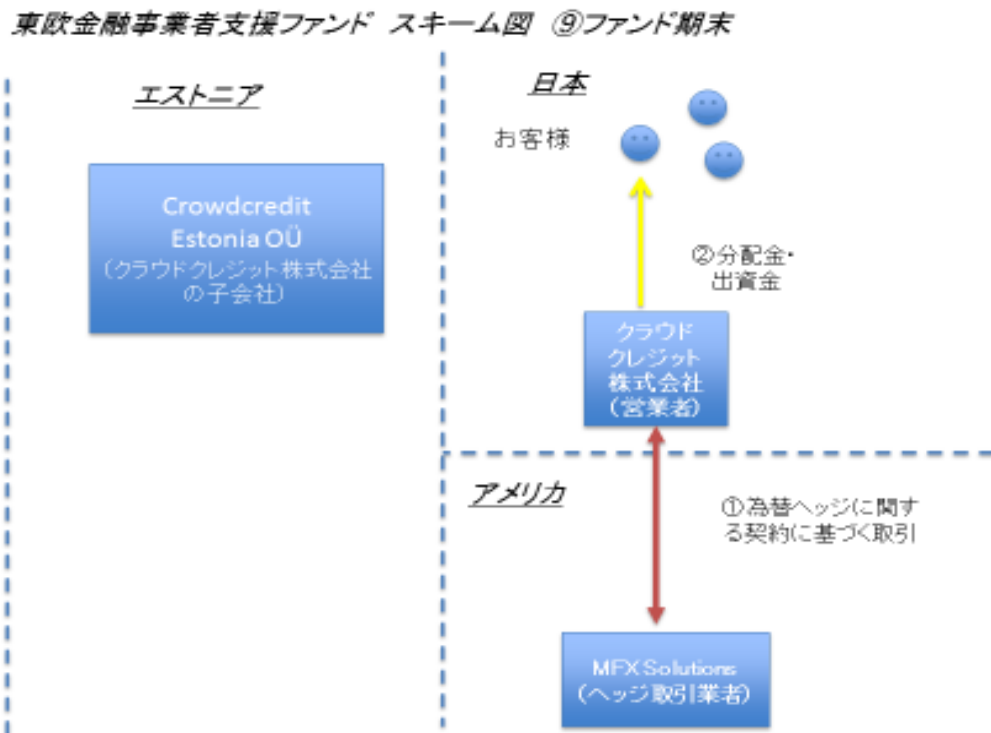 東欧金融事業者支援ファンド スキーム図 ⑨ファンド期末
エストニア
Crowdcredit
Estonia OÜ
(クラウドクレジット株式会社
の子会社)
日本
お客様
②分配金・
出資金
クラウド
クレジット
株式会社
(営業者)
アメリカ
①為替ヘッジに関す
る契約に基づく取引
MFX Solutions
(ヘッジ取引業者)